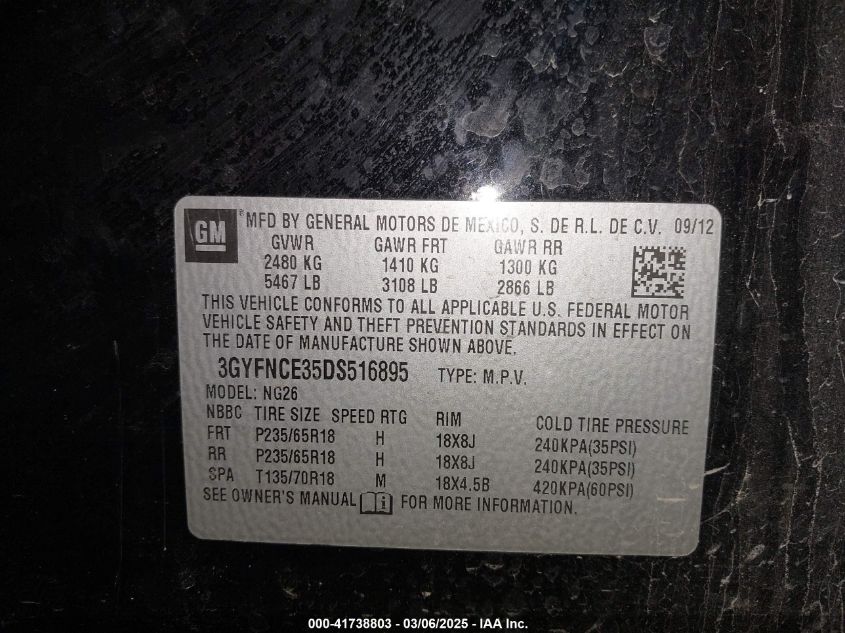 GM ® MFD BY GENERAL MOTORS DE MEXICO, S. DE R.L. DE C.V. 09/12
GVWR GAWR FRT GAWR RR
2480 KG 1410 KG 1300 KG
5467 LB 3108 LB 2866 LB
THIS VEHICLE CONFORMS TO ALL APPLICABLE U.S. FEDERAL MOTOR
VEHICLE SAFETY AND THEFT PREVENTION STANDARDS IN EFFECT ON
THE DATE OF MANUFACTURE SHOWN ABOVE.
3GYFNCE35DS516895 TYPE: M.P.V.
MODEL: NG26
NBBC TIRE SIZE SPEED RTG RIM COLD TIRE PRESSURE
FRT P235/65R18 H 18X8J 240KPA(35PSI)
RR P235/65R18 H 18X8J 240KPA(35PSI)
SPA T135/70R18 M 18X4.5B 420KPA(60PSI)
SEE OWNER'S MANUAL i FOR MORE INFORMATION.
000-41738803 — 03/06/2025 — IAA Inc.